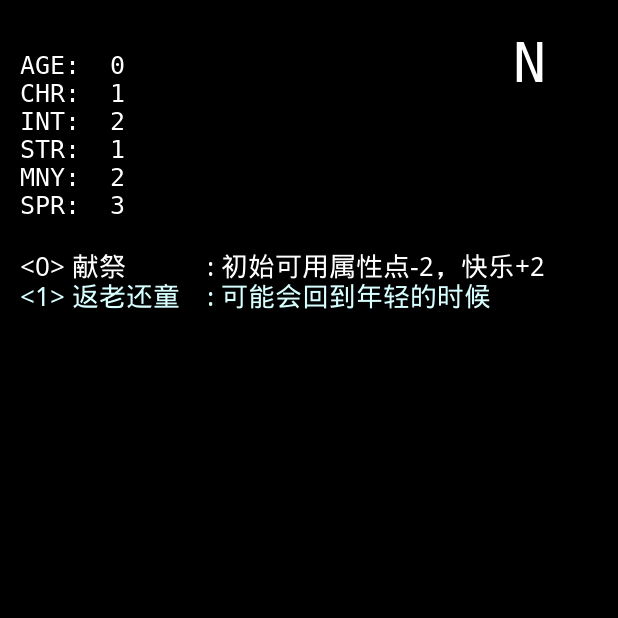 N
AGE: 0
CHR: 1
INT: 2
STR: 1
MNY: 2
SPR: 3
<0> 献祭 : 初始可用属性点-2，快乐+2
<1> 返老还童 : 可能会回到年轻的时候